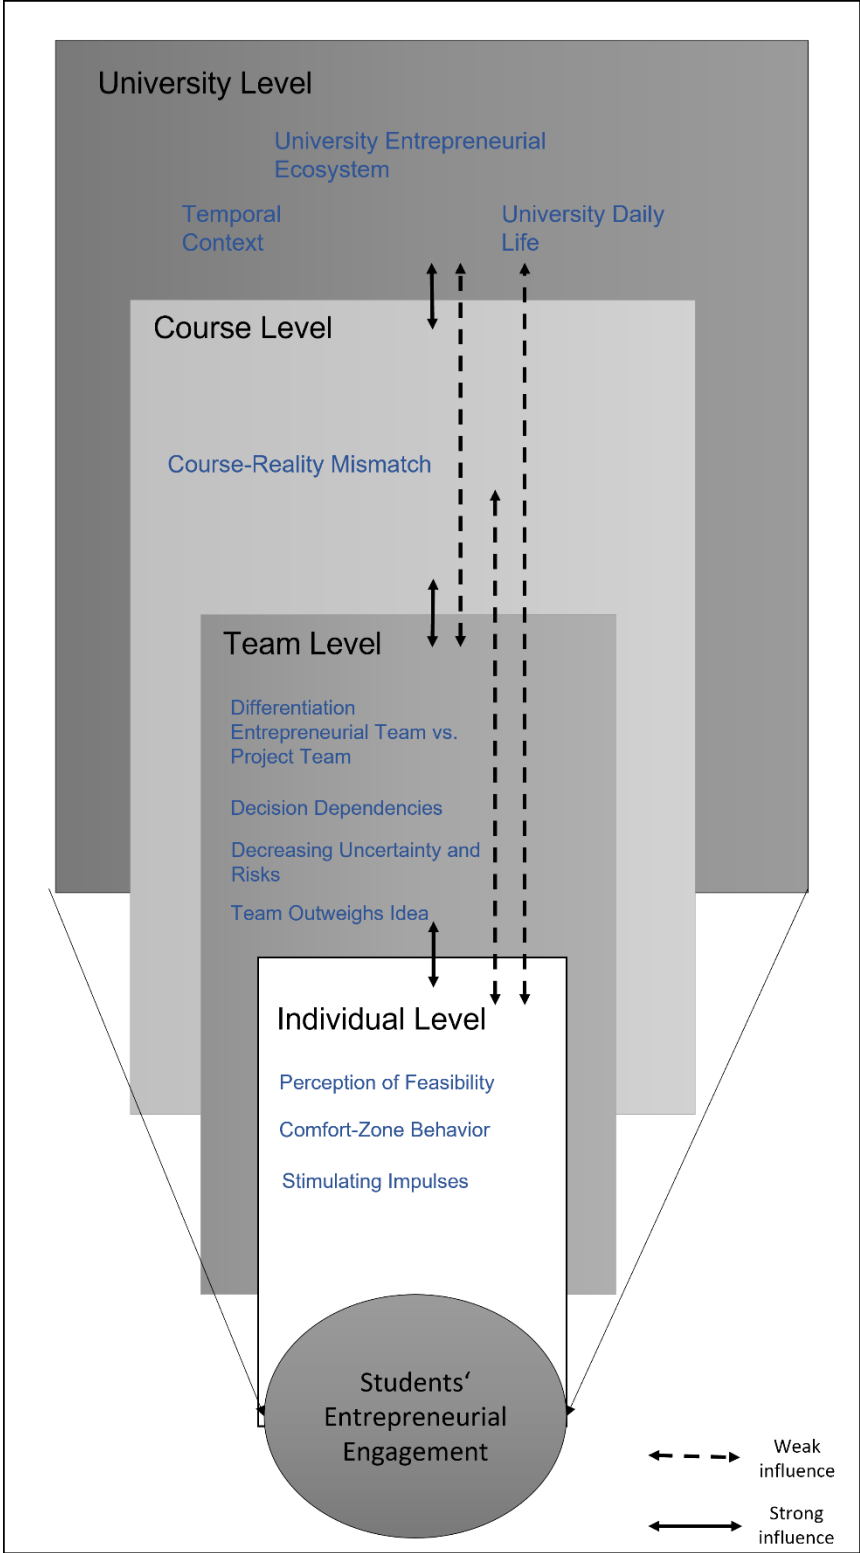 University Level
University Entrepreneurial
Ecosystem
Temporal
Context
University Daily
Life
Course Level
Course-Reality Mismatch
Team Level
Differentiation
Entrepreneurial Team vs.
Project Team
Decision Dependencies
Decreasing Uncertainty and
Risks
Team Outweighs Idea
Individual Level
Perception of Feasibility
Comfort-Zone Behavior
Stimulating Impulses
Students‘
Entrepreneurial
Engagement
Weak
influence
Strong
influence